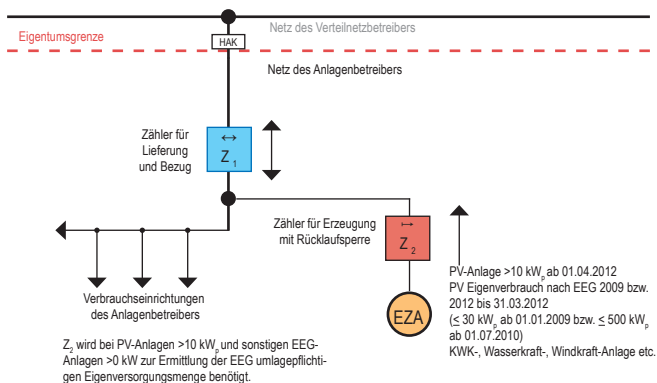 Netz des Verteilnetzbetreibers
Eigentumsgrenze
HAK
Netz des Anlagenbetreibers
Zähler für
Lieferung
und Bezug
↔
Z1
Zähler für Erzeugung
mit Rücklaufsperre
↦
Z2
EZA
Verbrauchseinrichtungen
des Anlagenbetreibers
PV-Anlage >10 kWp ab 01.04.2012
PV Eigenverbrauch nach EEG 2009 bzw.
2012 bis 31.03.2012
(≤ 30 kWp ab 01.01.2009 bzw. ≤ 500 kWp
ab 01.07.2010)
KWK-, Wasserkraft-, Windkraft-Anlage etc.
Z2 wird bei PV-Anlagen >10 kWp und sonstigen EEG-
Anlagen >0 kW zur Ermittlung der EEG umlagepflichti-
gen Eigenversorgungsmenge benötigt.